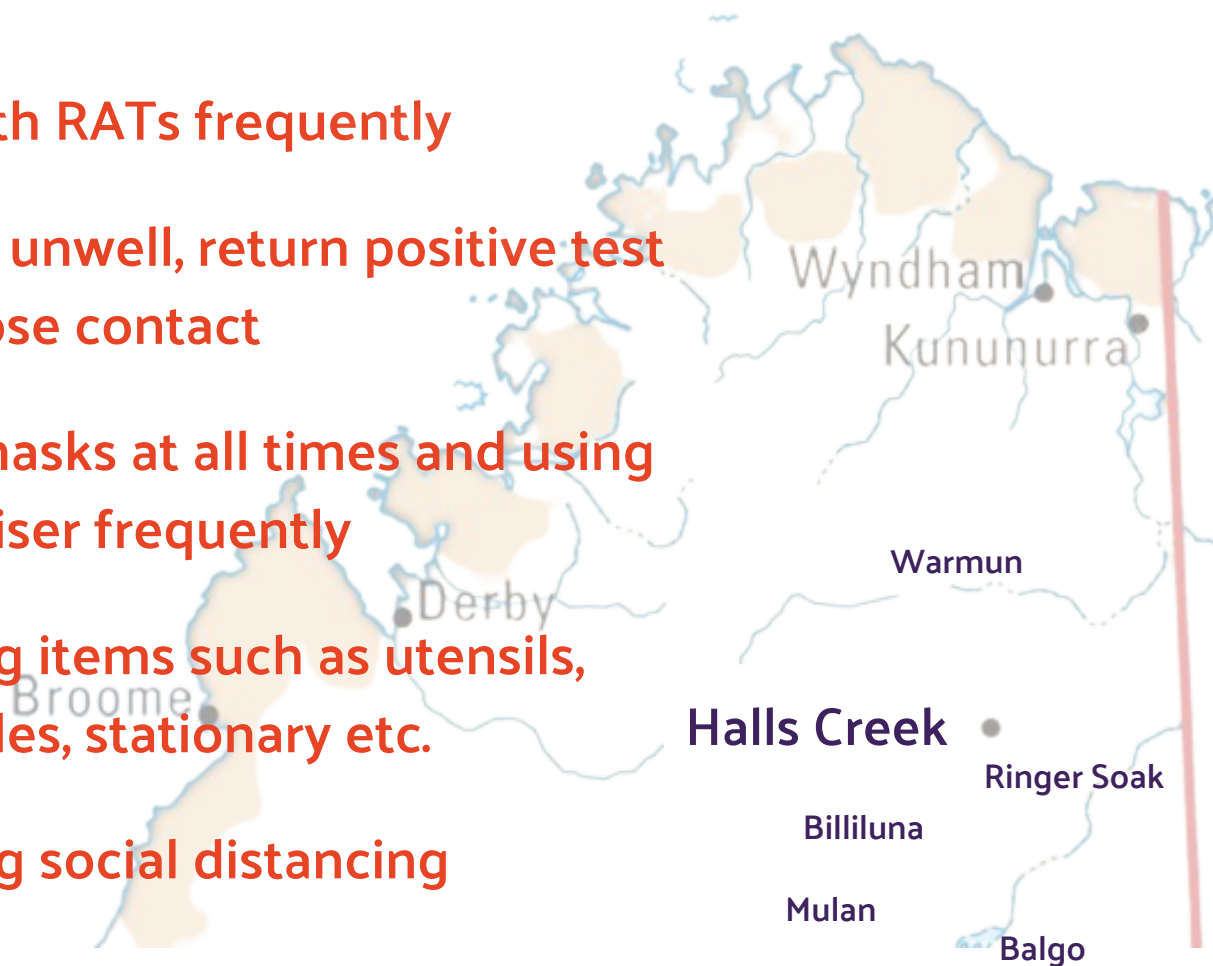 th RATs frequently
unwell, return positive test
ose contact
masks at all times and using
iser frequently
g items such as utensils,
les, stationary etc.
g social distancing
Wyndham
Kununurra
Warmun
Derby
Broome
Halls Creek
Ringer Soak
Billiluna
Mulan
Balgo